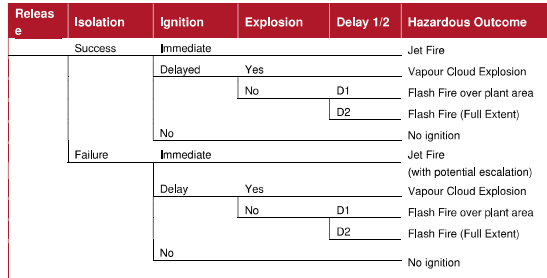 Releas
e
Isolation Ignition Explosion Delay 1/2 Hazardous Outcome
Success Immediate Jet Fire
Delayed Yes Vapour Cloud Explosion
No D1 Flash Fire over plant area
D2 Flash Fire (Full Extent)
No No ignition
Failure Immediate Jet Fire
(with potential escalation)
Delay Yes Vapour Cloud Explosion
No D1 Flash Fire over plant area
D2 Flash Fire (Full Extent)
No No ignition